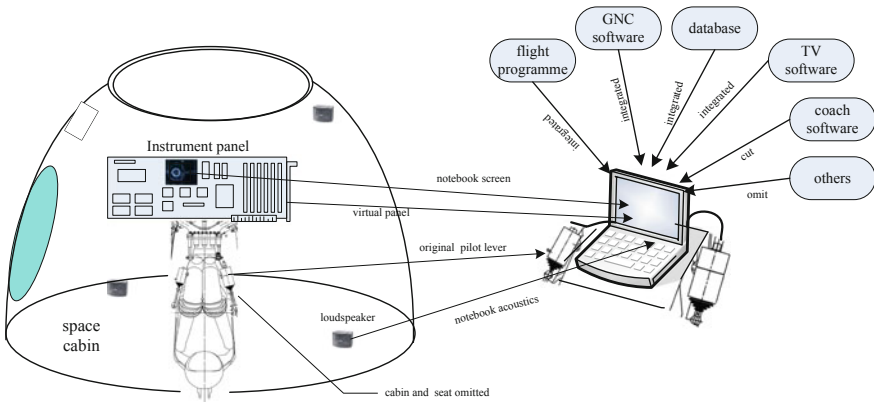 GNC
software
database
flight
programme
TV
software
coach
software
others
integrated
integrated
integrated
integrated
cut
omit
Instrument panel
notebook screen
virtual panel
original pilot lever
loudspeaker
notebook acoustics
space
cabin
cabin and seat omitted